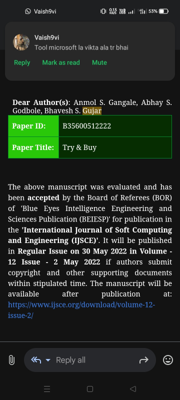 Vaish9vi
53%
Vaish9vi
Tool microsoft la vikta ala tr bhai
Reply Mark as read Mute
Dear Author(s): Anmol S. Gangale, Abhay S.
Godbole, Bhavesh S. Gujar
Paper ID: B35600512222
Paper Title: Try & Buy
The above manuscript was evaluated and has
been accepted by the Board of Referees (BOR)
of 'Blue Eyes Intelligence Engineering and
Sciences Publication (BEIESP)' for publication in
the 'International Journal of Soft Computing
and Engineering (IJSCE)'. It will be published
in Regular Issue on 30 May 2022 in Volume -
12 Issue - 2 May 2022 if authors submit
copyright and other supporting documents
within stipulated time. The manuscript will be
available after publication at:
https://www.ijsce.org/download/volume-12-
issue-2/
Reply all